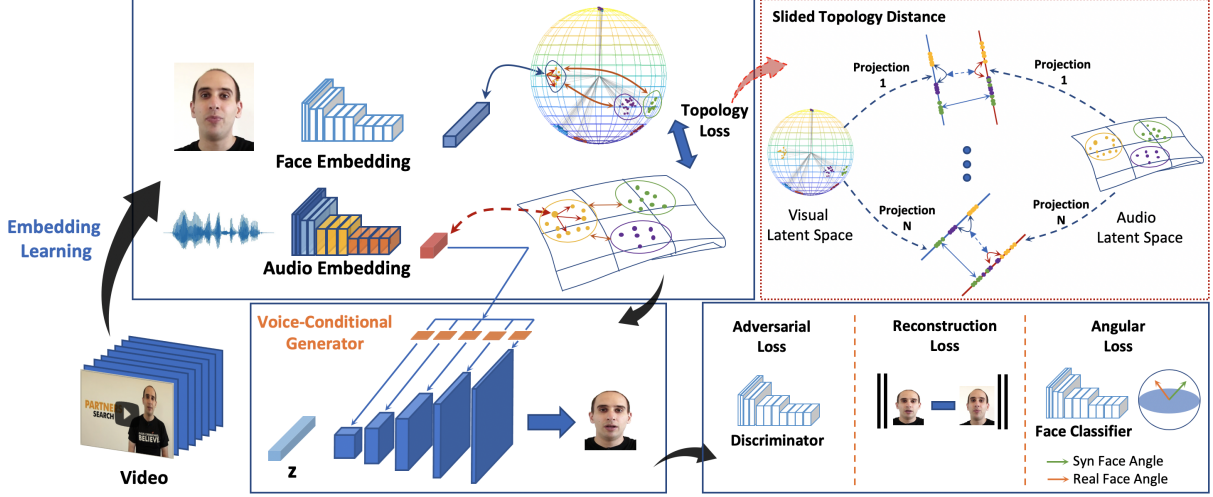 Slided Topology Distance
Projection
1
Projection
1
Topology
Loss
Face Embedding
Visual
Latent Space
Projection
N
Projection
N
Audio
Latent Space
Embedding
Learning
Audio Embedding
Voice-Conditional
Generator
Adversarial
Loss
Reconstruction
Loss
Angular
Loss
PARTNE
SEARC
BELIEVE
Discriminator
Face Classifier
Syn Face Angle
Real Face Angle
Video
z